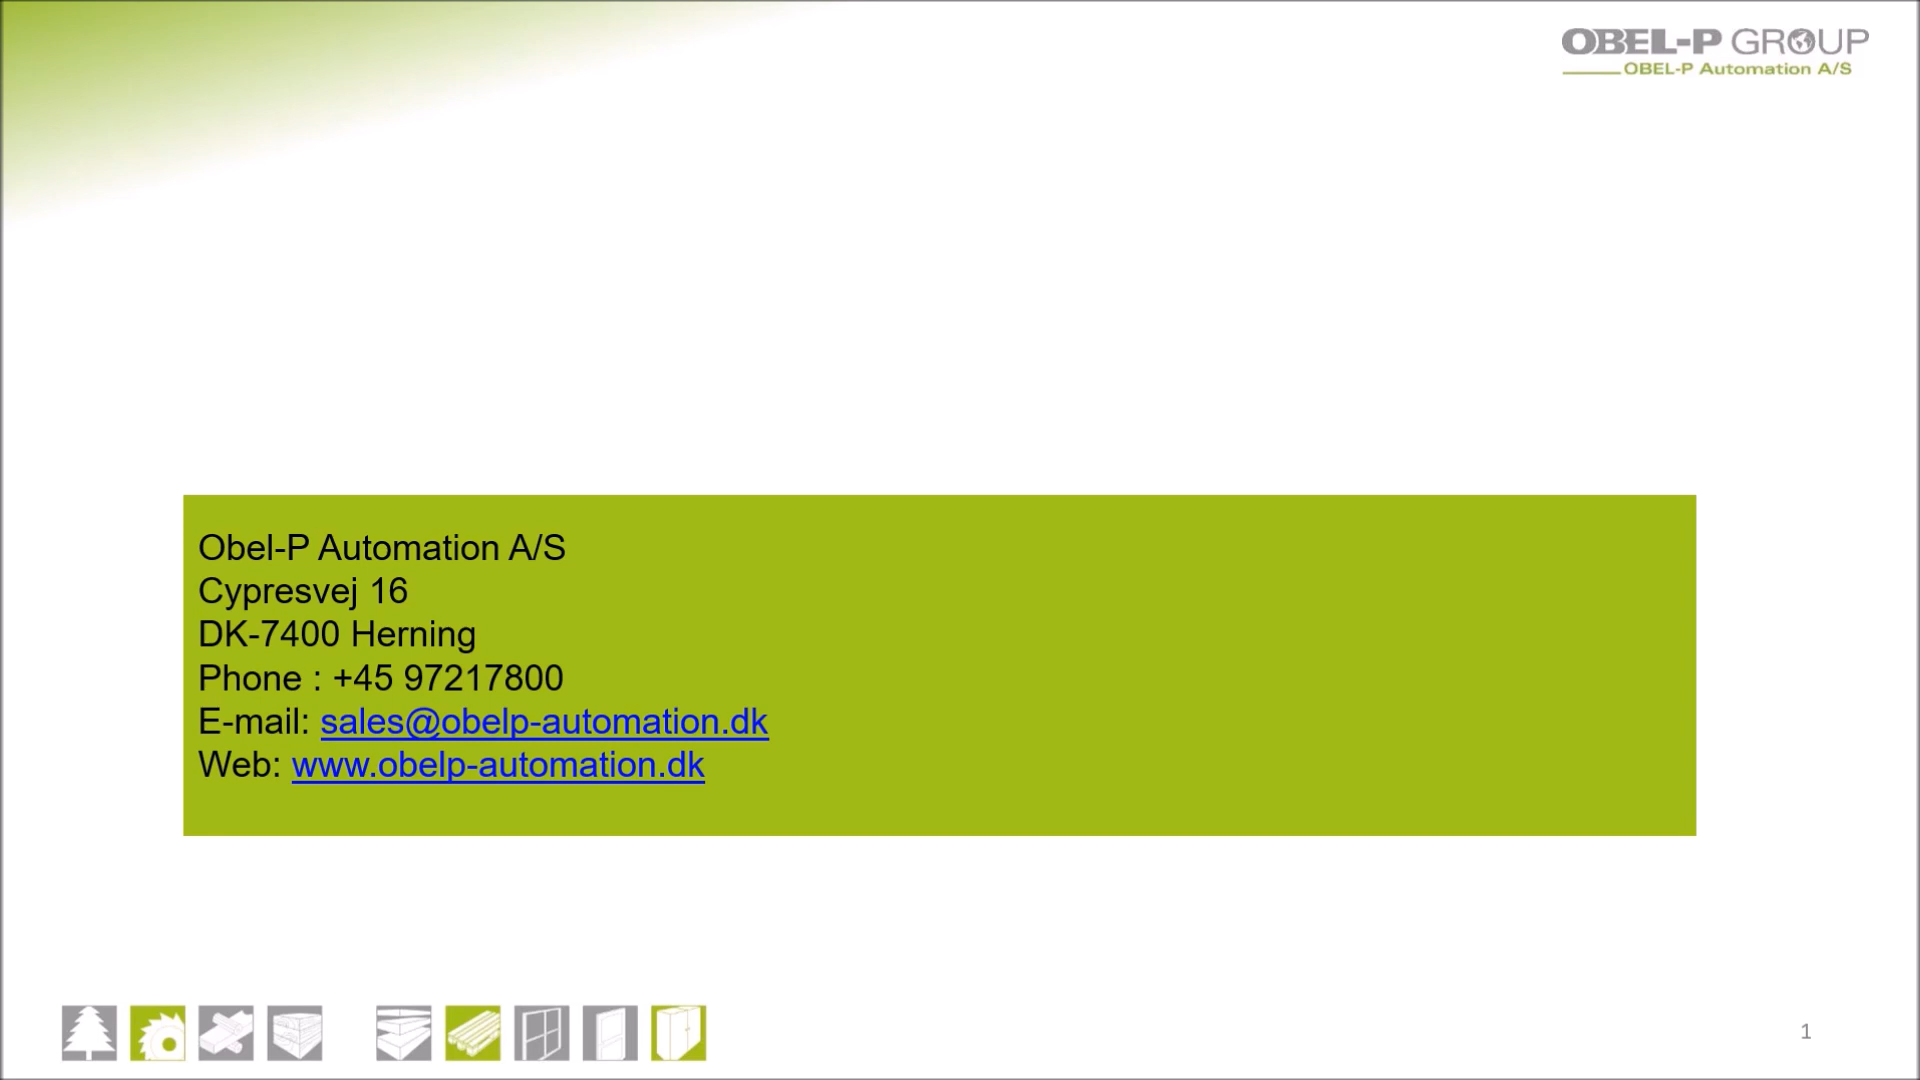 OBEL-P GROUP
OBEL-P Automation A/S
Obel-P Automation A/S
Cypresvej 16
DK-7400 Herning
Phone : +45 97217800
E-mail: sales@obelp-automation.dk
Web: www.obelp-automation.dk
1